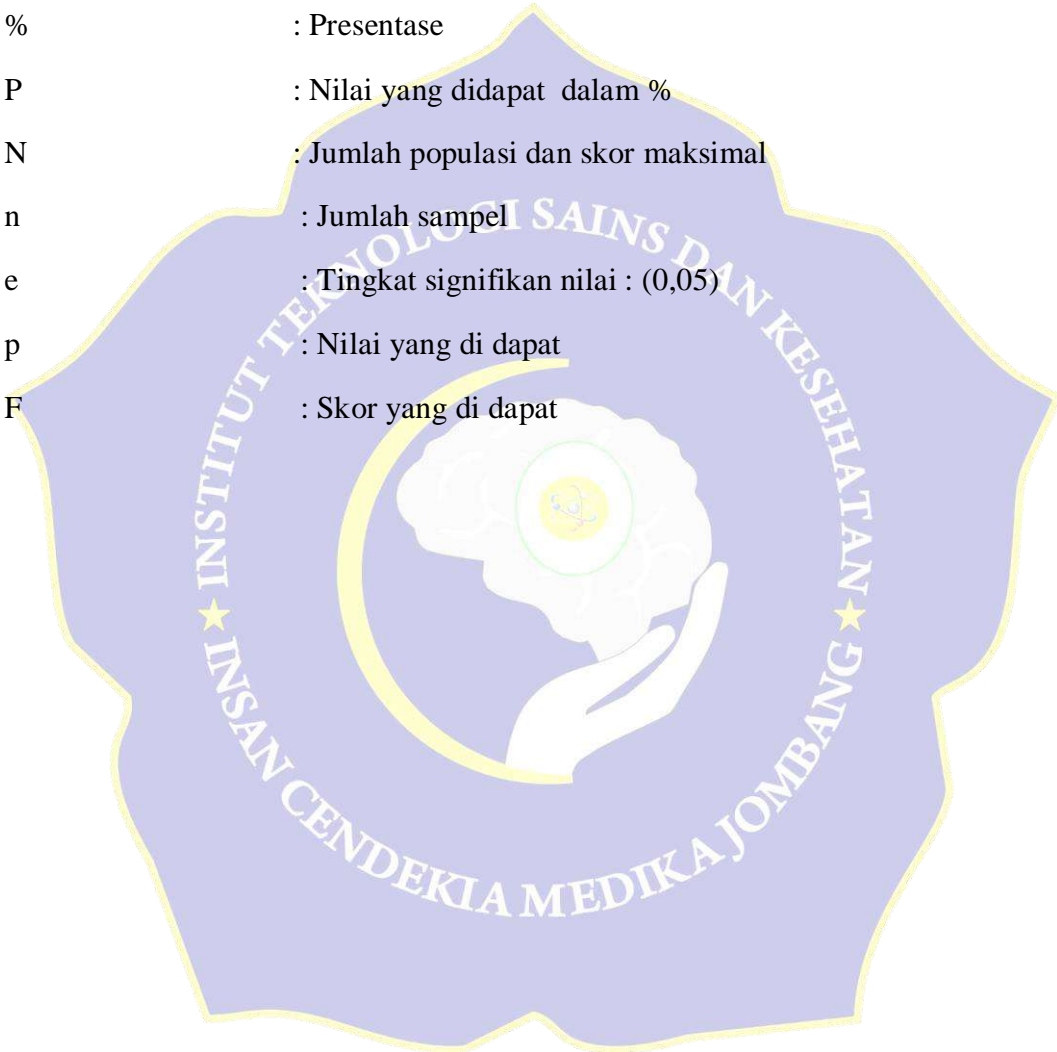 % : Presentase
P : Nilai yang didapat dalam %
N : Jumlah populasi dan skor maksimal
n : Jumlah sampel
e : Tingkat signifikan nilai : (0,05)
p : Nilai yang di dapat
F : Skor yang di dapat
INSTITUT TEKNOLOGI SAINS DAN KESEHATAN
INSAN CENDEKIA MEDIKA JOMBANG